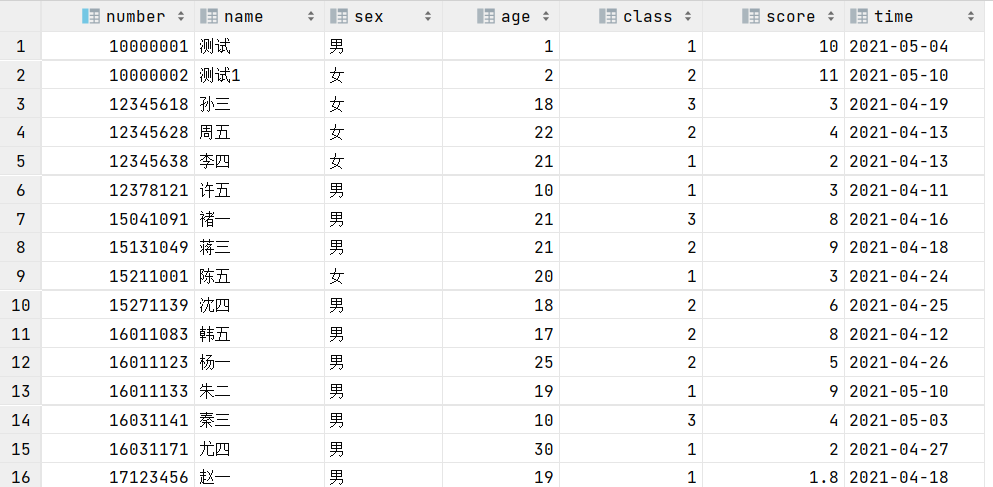 number name sex age class score time
1 10000001 测试 男 1 1 10 2021-05-04
2 10000002 测试1 女 2 2 11 2021-05-10
3 12345618 孙三 女 18 3 3 2021-04-19
4 12345628 周五 女 22 2 4 2021-04-13
5 12345638 李四 女 21 1 2 2021-04-13
6 12378121 许五 男 10 1 3 2021-04-11
7 15041091 褚一 男 21 3 8 2021-04-16
8 15131049 蒋三 男 21 2 9 2021-04-18
9 15211001 陈五 女 20 1 3 2021-04-24
10 15271139 沈四 男 18 2 6 2021-04-25
11 16011083 韩五 男 17 2 8 2021-04-12
12 16011123 杨一 男 25 2 5 2021-04-26
13 16011133 朱二 男 19 1 9 2021-05-10
14 16031141 秦三 男 10 3 4 2021-05-03
15 16031171 尤四 男 30 1 2 2021-04-27
16 17123456 赵一 男 19 1 1.8 2021-04-18